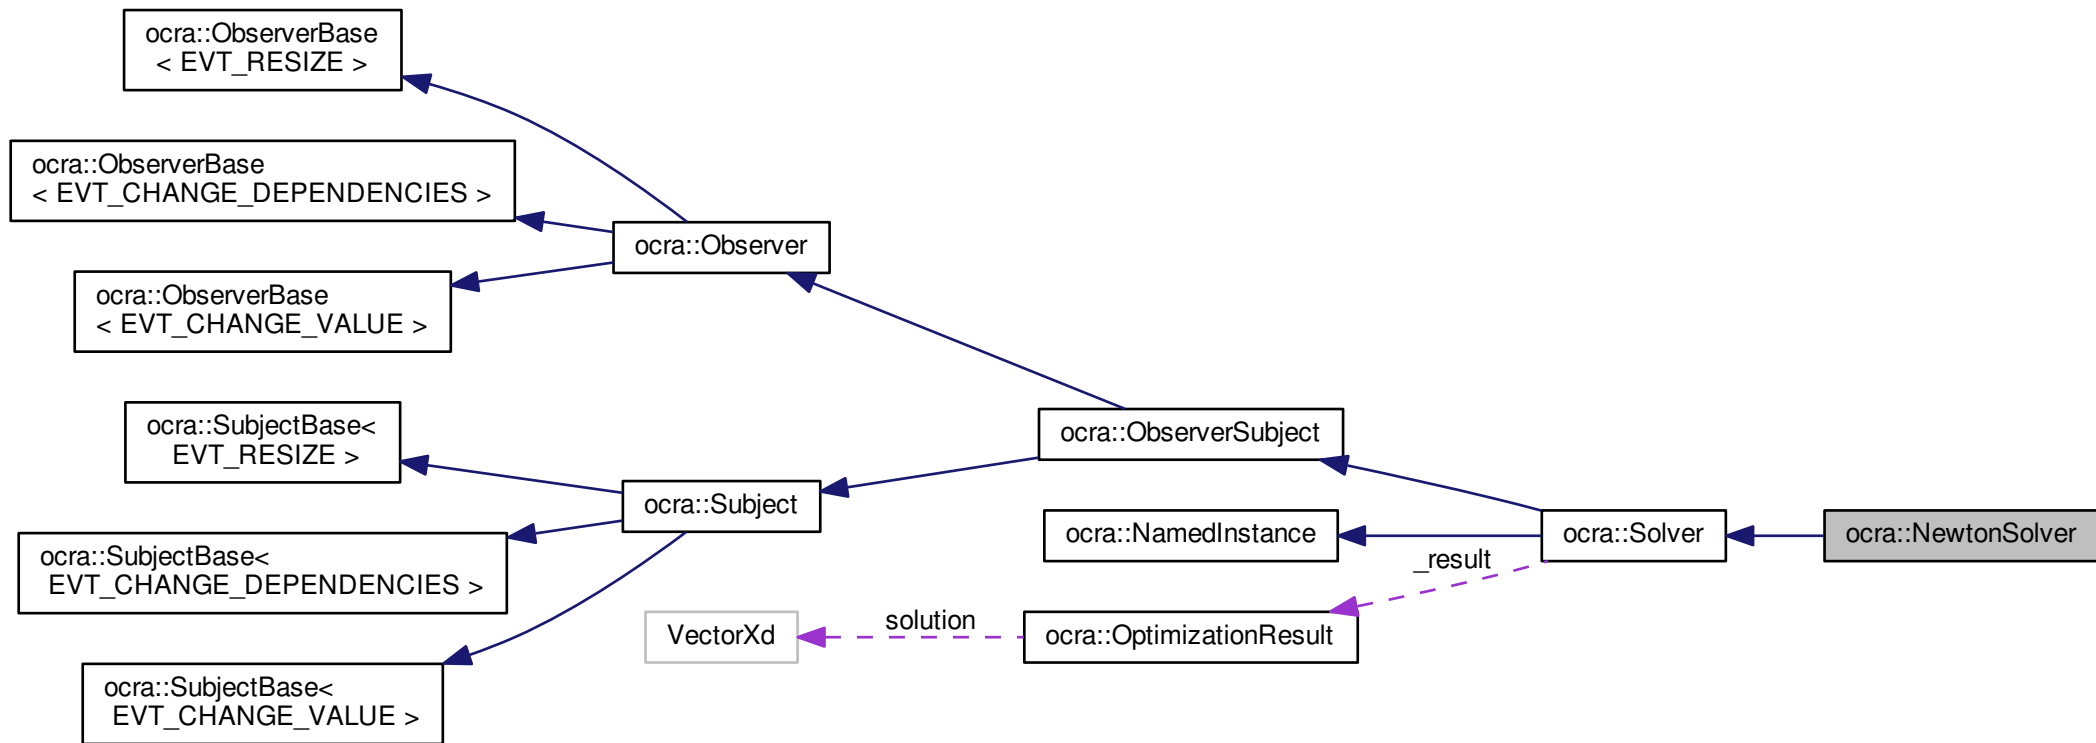 ocra::ObserverBase
< EVT_RESIZE >
ocra::ObserverBase
< EVT_CHANGE_DEPENDENCIES >
ocra::Observer
ocra::ObserverBase
< EVT_CHANGE_VALUE >
ocra::SubjectBase<
EVT_RESIZE >
ocra::ObserverSubject
ocra::Subject
ocra::NamedInstance
ocra::Solver
ocra::NewtonSolver
ocra::SubjectBase<
EVT_CHANGE_DEPENDENCIES >
_result
solution
VectorXd
ocra::OptimizationResult
ocra::SubjectBase<
EVT_CHANGE_VALUE >